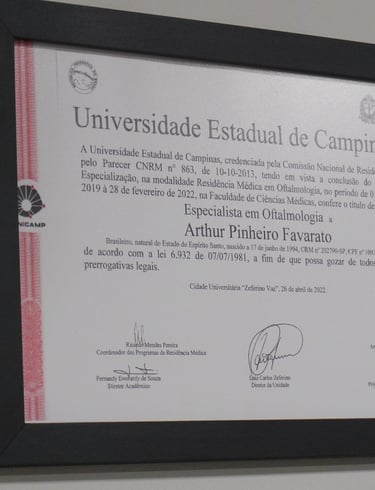 Universidade Estadual de Campin
A Universidade Estadual de Campinas, credenciada pela Comissão Nacional de Resid
pelo Parecer CNRM n° 863, de 10-10-2013, tendo em vista a conclusão do
Especialização, na modalidade Residência Médica em Oftalmologia, no período de 0
2019 à 28 de fevereiro de 2022, na Faculdade de Ciências Médicas, confere o título de
Especialista em Oftalmologia a
Arthur Pinheiro Favarato
Brasileiro, natural do Estado do Espírito Santo, nascido a 17 de junho de 1994, CRM n° 202790-SP, CPF n°
de acordo com a lei 6.932 de 07/07/1981, a fim de que possa gozar de todos
prerrogativas legais.
Cidade Universitária "Zeferino Vaz", 26 de abril de 2022.
UNICAMP
Ricardo Mendes Pereira
Coordenador dos Programas da Residência Médica
Fernandy Ewerardy de Souza
Diretor Acadêmico
Luiz Carlos Zeferino
Diretor da Unidade